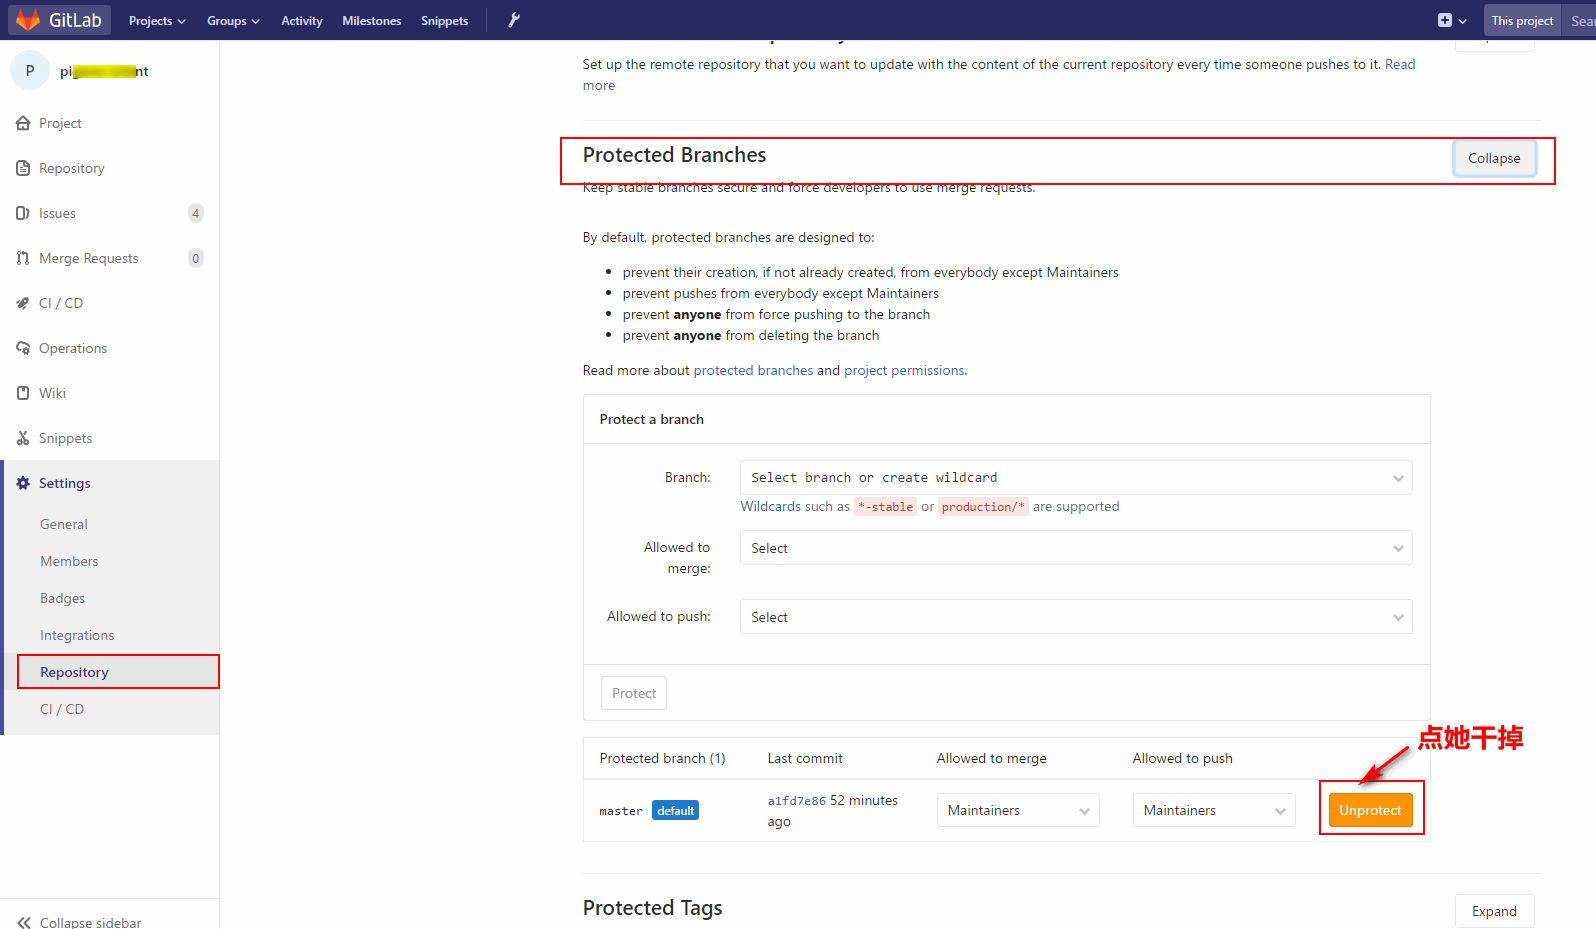 GitLab Projects Groups Activity Milestones Snippets This project Sear
P
Project
Repository
Issues 4
Merge Requests 0
CI / CD
Operations
Wiki
Snippets
Settings
General
Members
Badges
Integrations
Repository
CI / CD
Collapse sidebar
Set up the remote repository that you want to update with the content of the current repository every time someone pushes to it. Read
more
Protected Branches Collapse
Keep stable branches secure and force developers to use merge requests.
By default, protected branches are designed to:
prevent their creation, if not already created, from everybody except Maintainers
prevent pushes from everybody except Maintainers
prevent anyone from force pushing to the branch
prevent anyone from deleting the branch
Read more about protected branches and project permissions.
Protect a branch
Branch: Select branch or create wildcard
Wildcards such as *-stable or production/* are supported
Allowed to
merge: Select
Allowed to push: Select
Protect
点她干掉
Protected branch (1) Last commit Allowed to merge Allowed to push
master default a1fd7e86 52 minutes
ago Maintainers Maintainers Unprotect
Protected Tags Expand